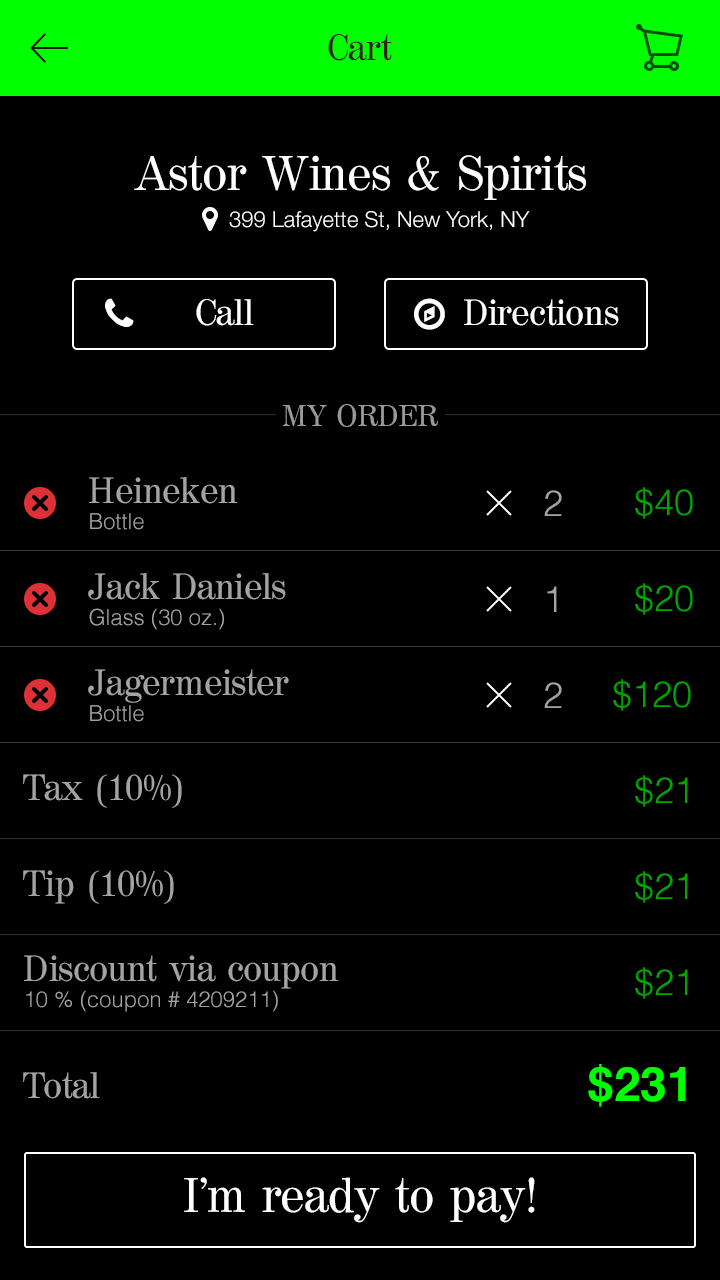 Cart
Astor Wines & Spirits
399 Lafayette St, New York, NY
Call
Directions
MY ORDER
Heineken
Bottle
2
$40
Jack Daniels
Glass (30 oz.)
1
$20
Jagermeister
Bottle
2
$120
Tax (10%)
$21
Tip (10%)
$21
Discount via coupon
10 % (coupon # 4209211)
$21
Total
$231
I'm ready to pay!